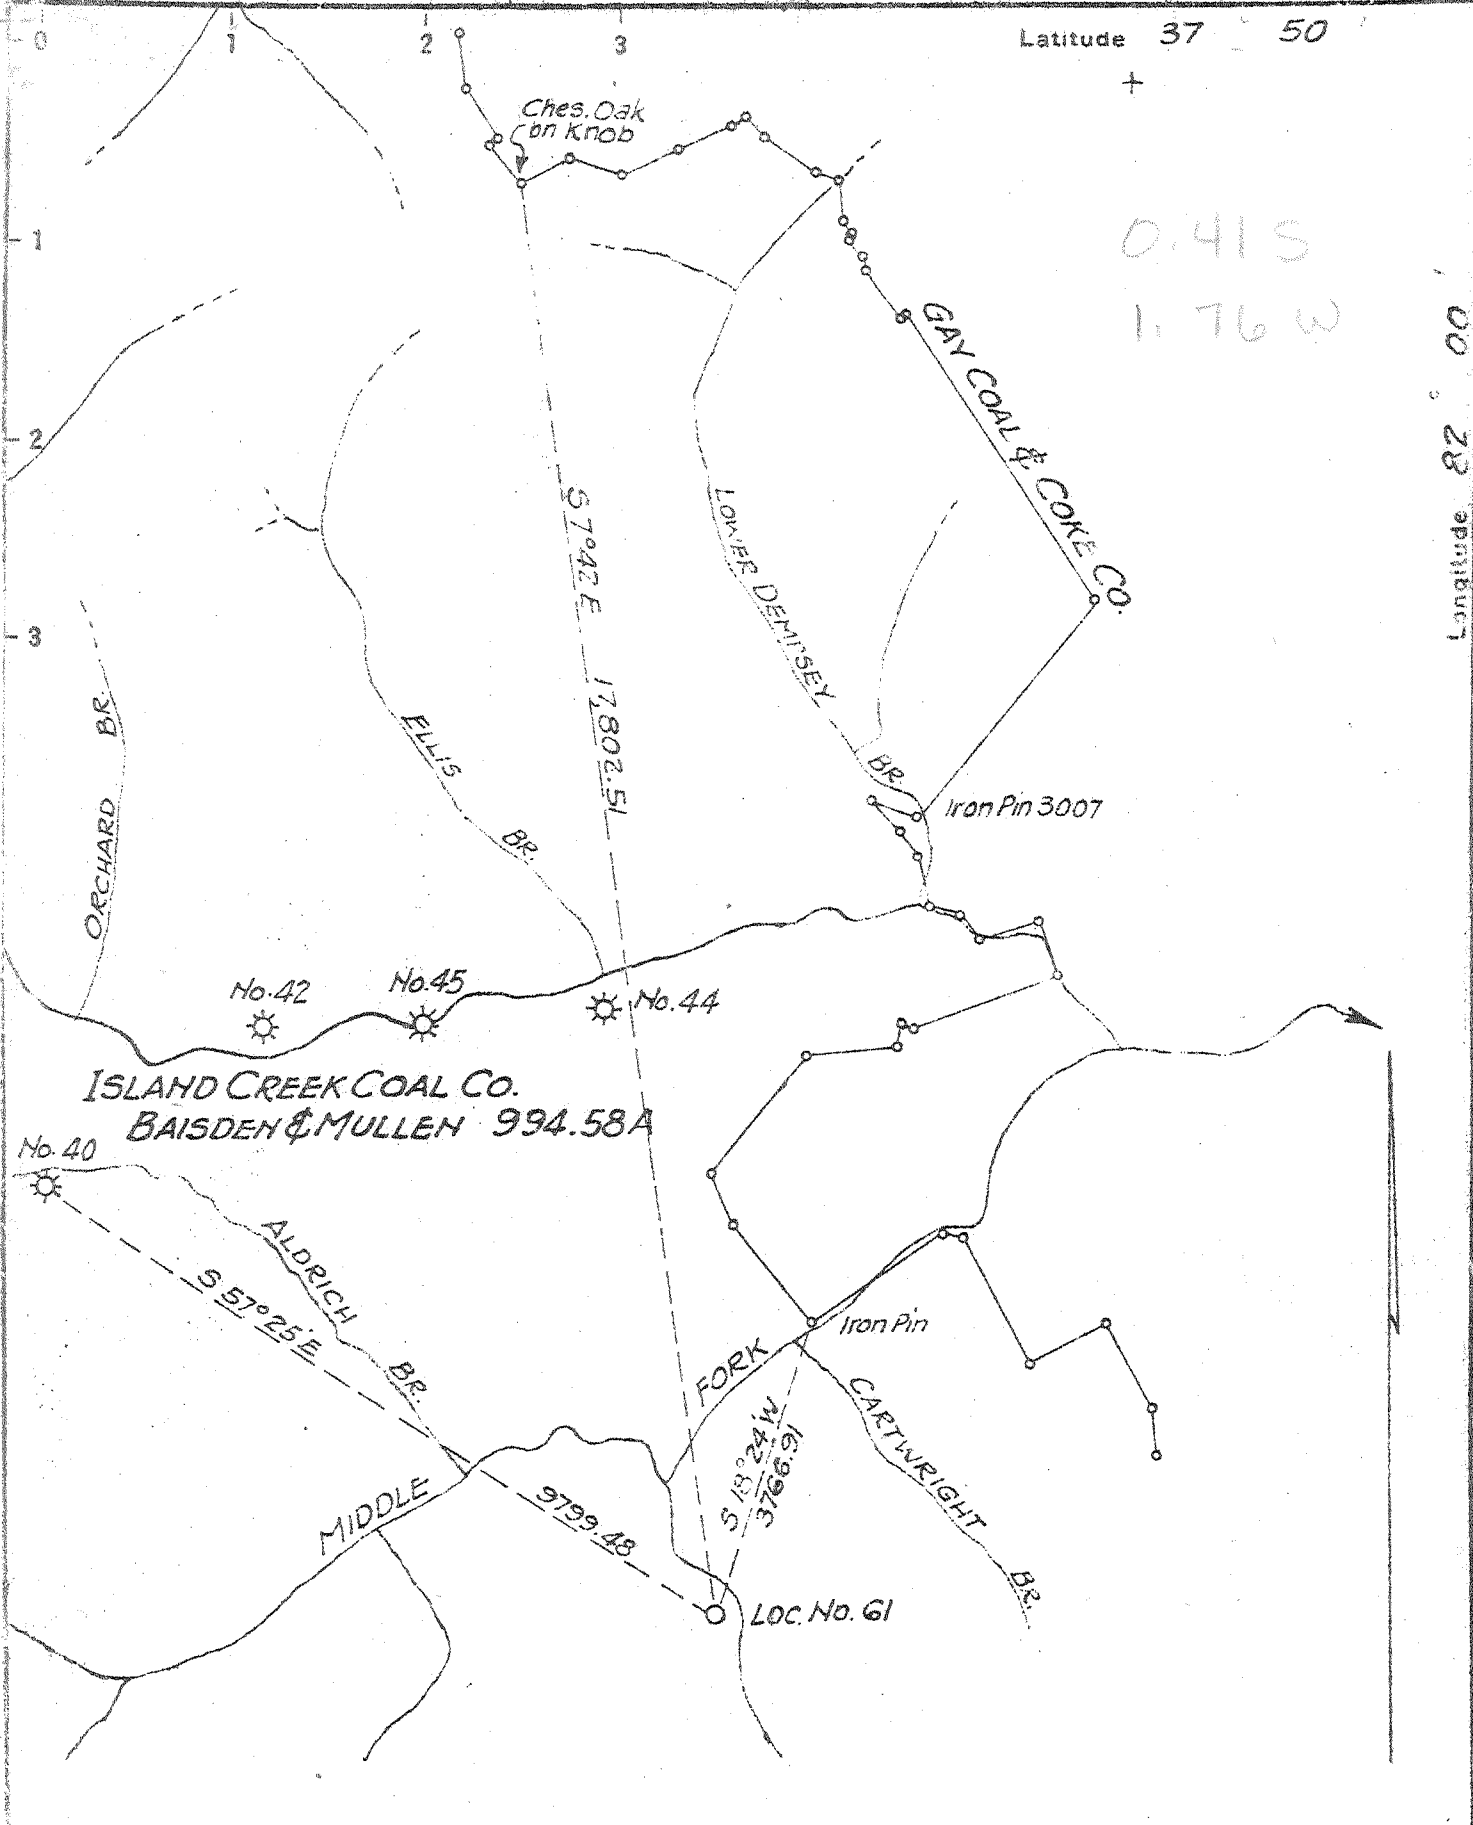 0 1 2 3
Latitude 37 50
Ches. Oak
on Knob
1
0.41 S
1.76 W
Longitude 82 ° 00
GAY COAL & COKE CO.
2
S 7°42' E 17,802.51
LOWER DEMPSEY BR.
3
ORCHARD BR.
ELLIS BR.
Iron Pin 3007
No. 42
No. 45
No. 44
ISLAND CREEK COAL CO.
BAISDEN & MULLEN 994.58A
No. 40
ALDRICH BR.
S 57°25' E 9799.48
Iron Pin
MIDDLE FORK
S 18°24' W
3766.91
CARTWRIGHT BR.
LOC. No. 61